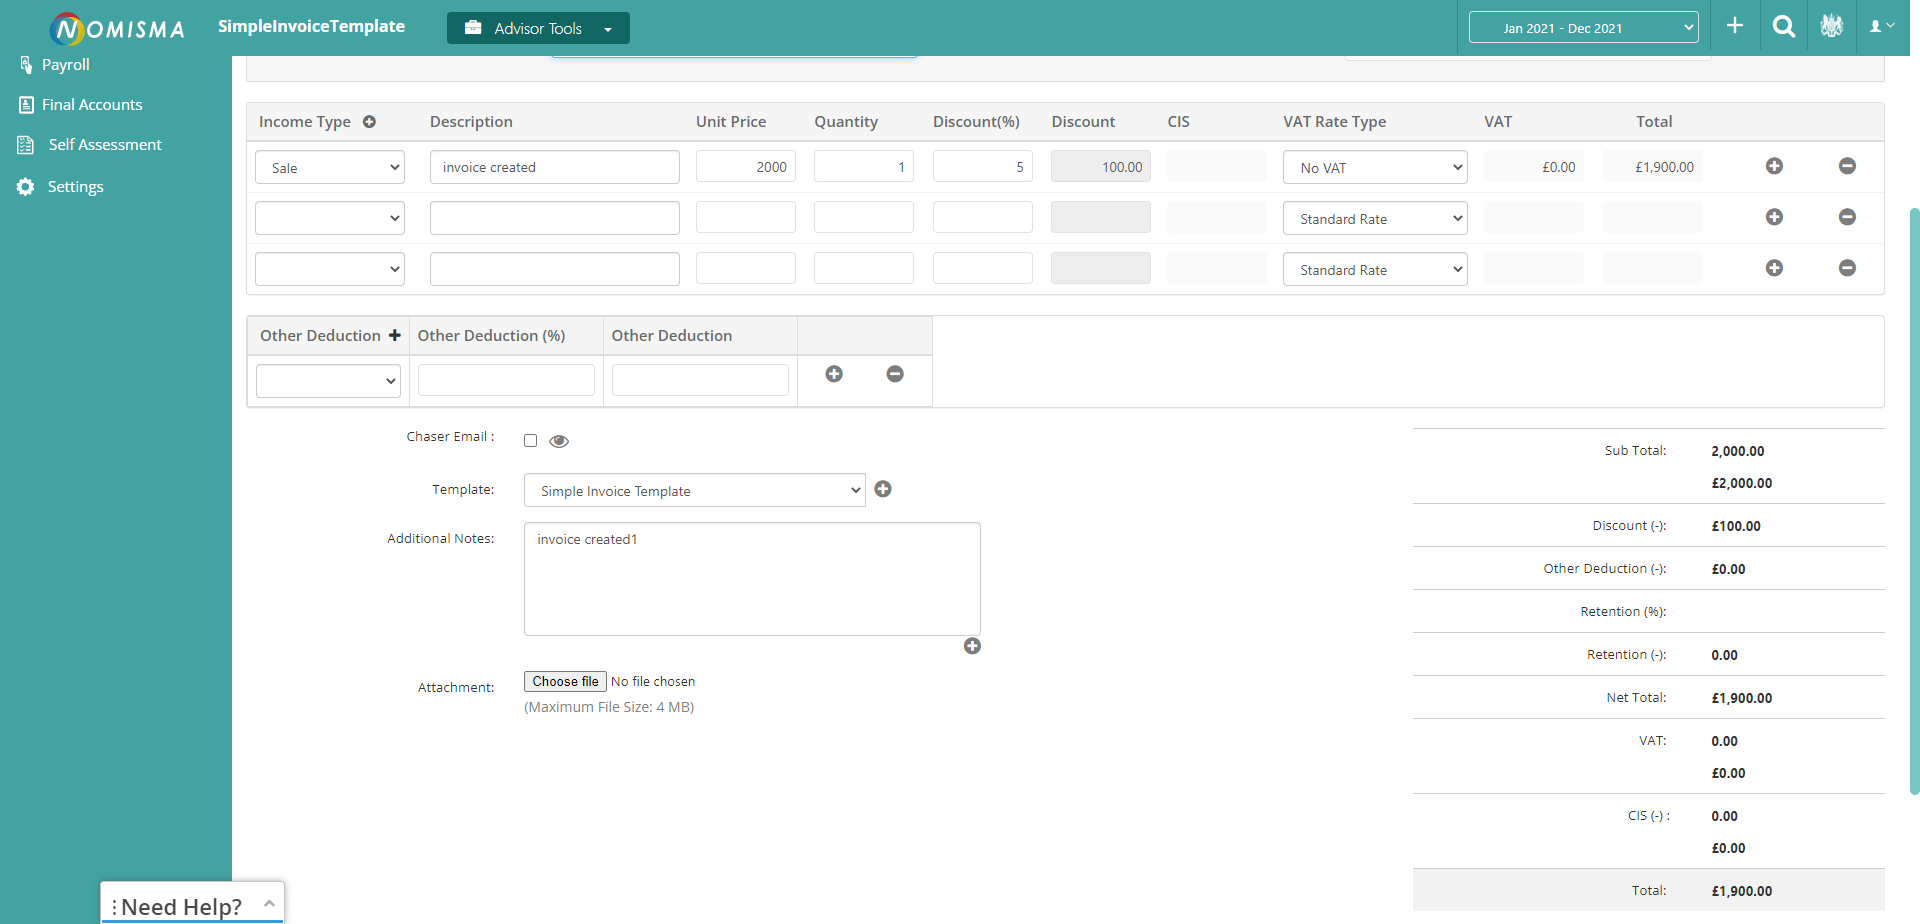 NOMISMA
SimpleInvoiceTemplate
Advisor Tools
Jan 2021 - Dec 2021
Payroll
Final Accounts
Self Assessment
Settings
Income Type Description Unit Price Quantity Discount(%) Discount CIS VAT Rate Type VAT Total
Sale invoice created 2000 1 5 100.00 No VAT £0.00 £1,900.00
Standard Rate
Standard Rate
Other Deduction Other Deduction (%) Other Deduction
Chaser Email :
Template: Simple Invoice Template
Additional Notes: invoice created1
Attachment: Choose file No file chosen
(Maximum File Size: 4 MB)
Sub Total: 2,000.00
£2,000.00
Discount (-): £100.00
Other Deduction (-): £0.00
Retention (%):
Retention (-): 0.00
Net Total: £1,900.00
VAT: 0.00
£0.00
CIS (-) : 0.00
£0.00
Total: £1,900.00
Need Help?